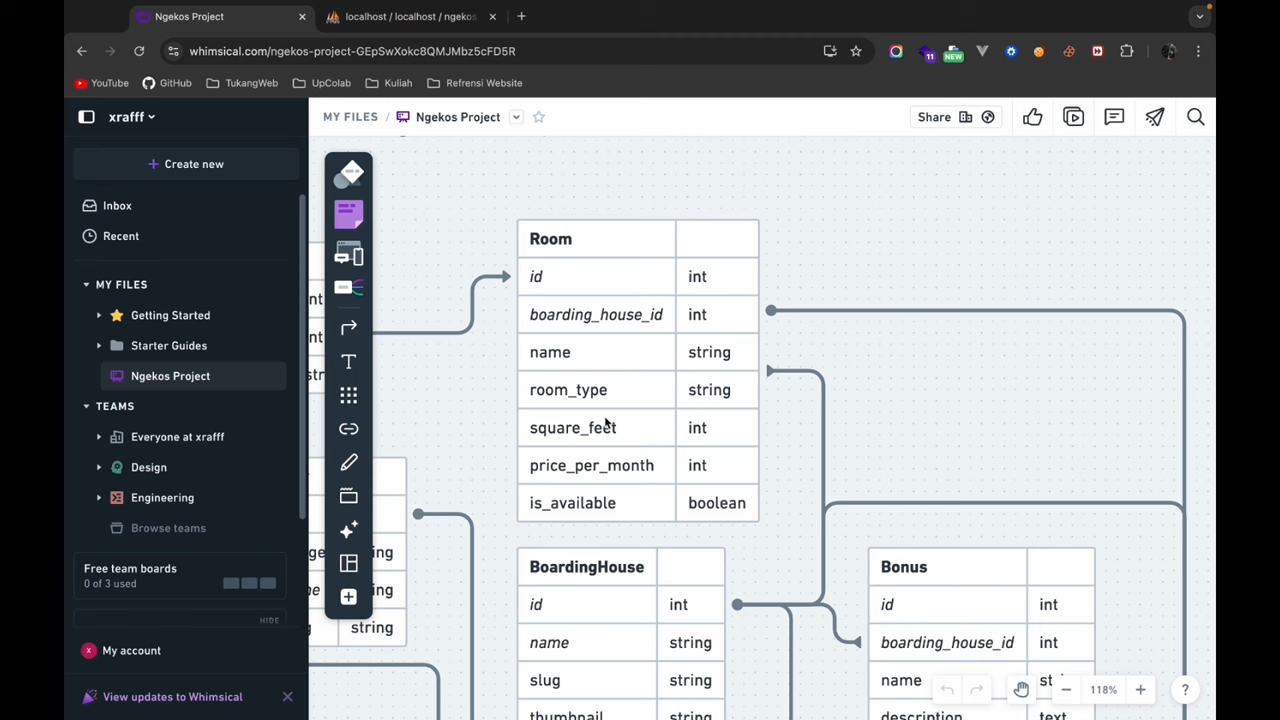 Ngekos Project
localhost / localhost / ngekos
whimsical.com/ngekos-project-GEpSwXokc8QMJMbz5cFD5R
11
NEW
YouTube
GitHub
TukangWeb
UpColab
Kuliah
Refrensi Website
xrafff
MY FILES / Ngekos Project
Share
Create new
Inbox
Recent
MY FILES
Getting Started
Starter Guides
Ngekos Project
TEAMS
Everyone at xrafff
Design
Engineering
Browse teams
Free team boards
0 of 3 used
HIDE
x My account
View updates to Whimsical
T
Room
id int
boarding_house_id int
name string
room_type string
square_feet int
price_per_month int
is_available boolean
BoardingHouse
id int
name string
slug string
thumbnail string
Bonus
id int
boarding_house_id int
name
description text
string
118%
?